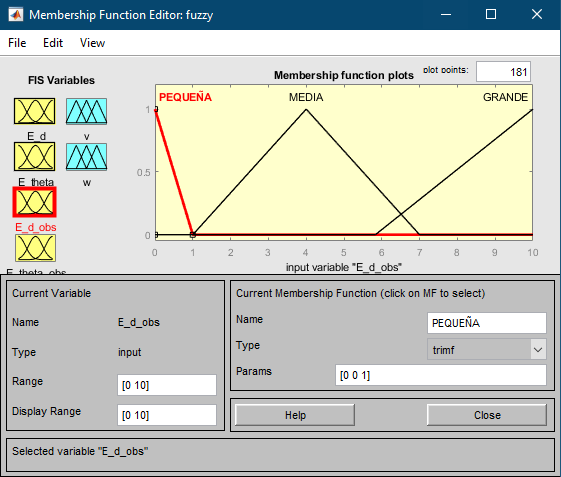 Membership Function Editor: fuzzy
File Edit View
FIS Variables
E_d
v
E_theta
w
E_d_obs
E_theta_obs
Membership function plots
plot points:
181
PEQUEÑA
MEDIA
GRANDE
1
0.5
0
0 1 2 3 4 5 6 7 8 9 10
input variable "E_d_obs"
Current Variable
Name E_d_obs
Type input
Range [0 10]
Display Range [0 10]
Current Membership Function (click on MF to select)
Name PEQUEÑA
Type trimf
Params [0 0 1]
Help Close
Selected variable "E_d_obs"